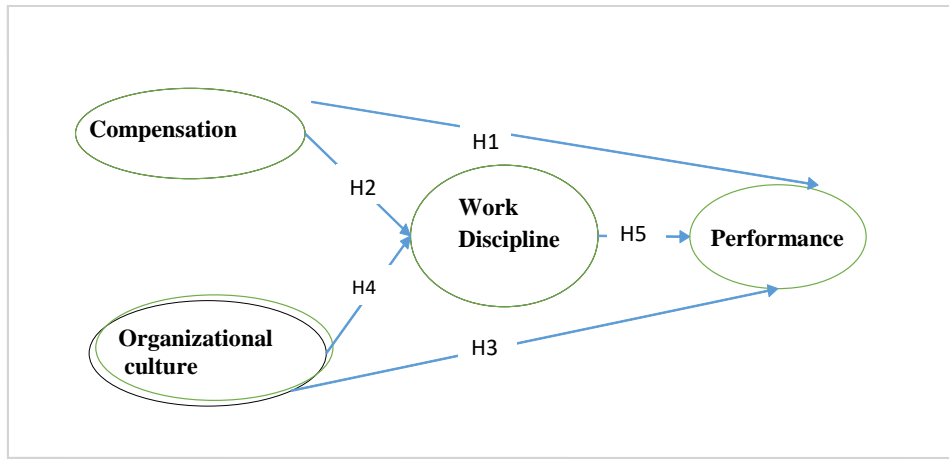 Compensation
H1
H2
Work
Discipline
H5
Performance
H4
Organizational
culture
H3